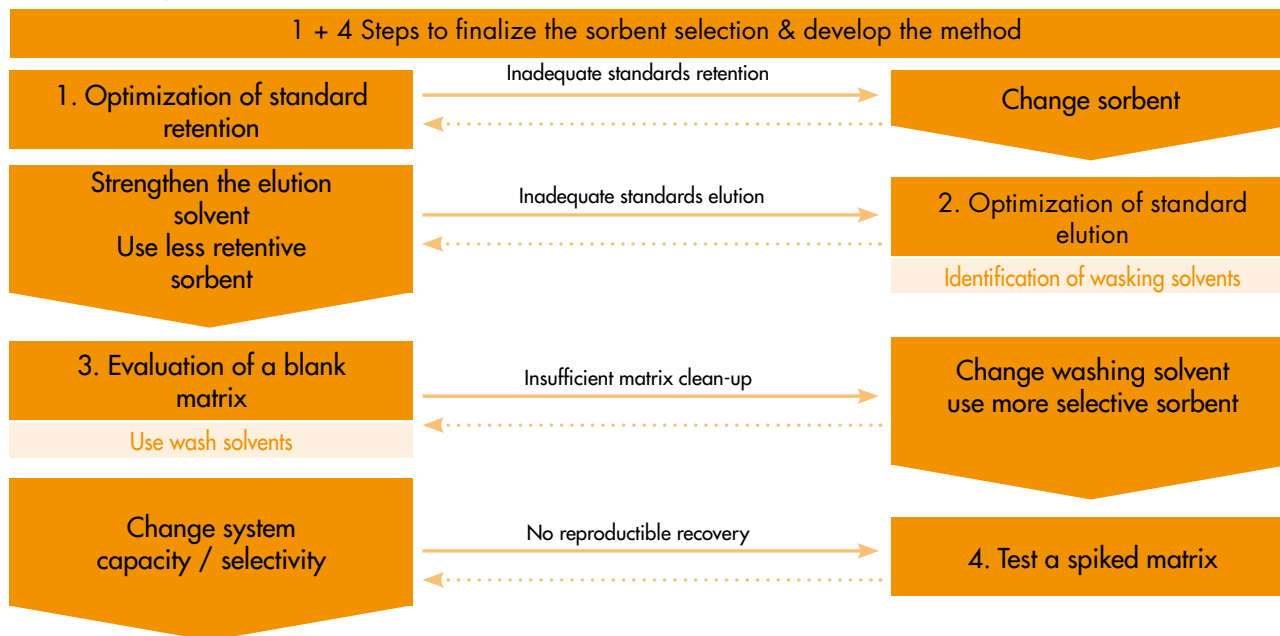 1 + 4 Steps to finalize the sorbent selection & develop the method
1. Optimization of standard
retention
Inadequate standards retention
Change sorbent
Strengthen the elution
solvent
Use less retentive
sorbent
Inadequate standards elution
2. Optimization of standard
elution
Identification of wasking solvents
3. Evaluation of a blank
matrix
Use wash solvents
Insufficient matrix clean-up
Change washing solvent
use more selective sorbent
Change system
capacity / selectivity
No reproductible recovery
4. Test a spiked matrix